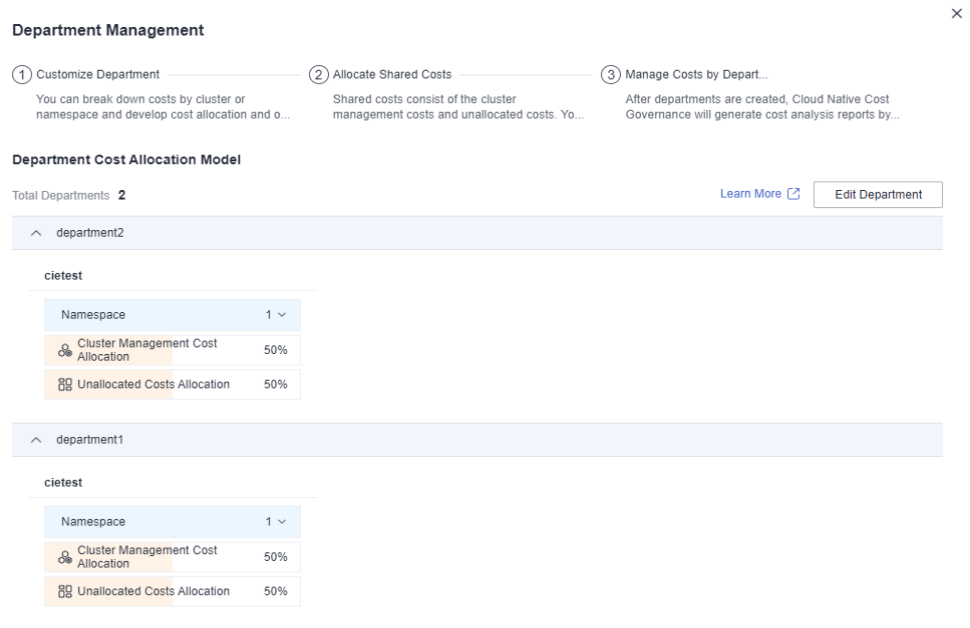 Department Management
1 Customize Department
You can break down costs by cluster or
namespace and develop cost allocation and o...
2 Allocate Shared Costs
Shared costs consist of the cluster
management costs and unallocated costs. Yo...
3 Manage Costs by Depart...
After departments are created, Cloud Native Cost
Governance will generate cost analysis reports by...
Department Cost Allocation Model
Total Departments 2
Learn More
Edit Department
department2
cietest
Namespace 1
Cluster Management Cost
Allocation
50%
Unallocated Costs Allocation 50%
department1
cietest
Namespace 1
Cluster Management Cost
Allocation
50%
Unallocated Costs Allocation 50%